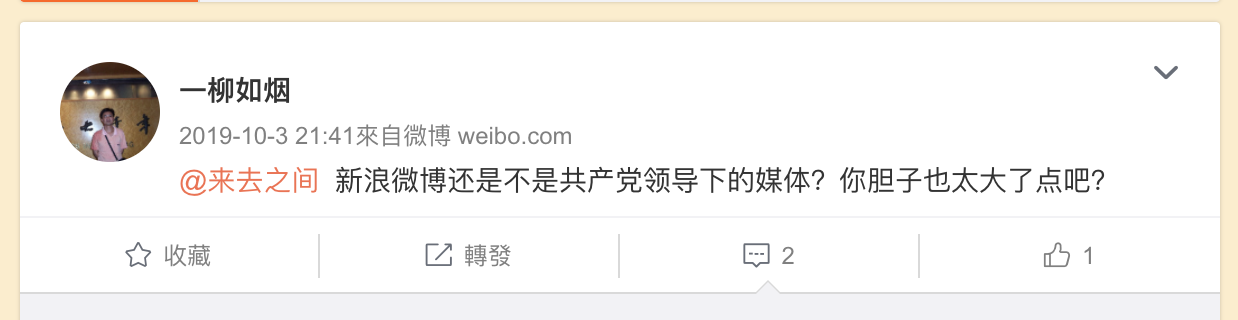 一柳如烟
2019-10-3 21:41來自微博 weibo.com
@来去之间 新浪微博还是不是共产党领导下的媒体？你胆子也太大了点吧？
收藏 轉發 2 1